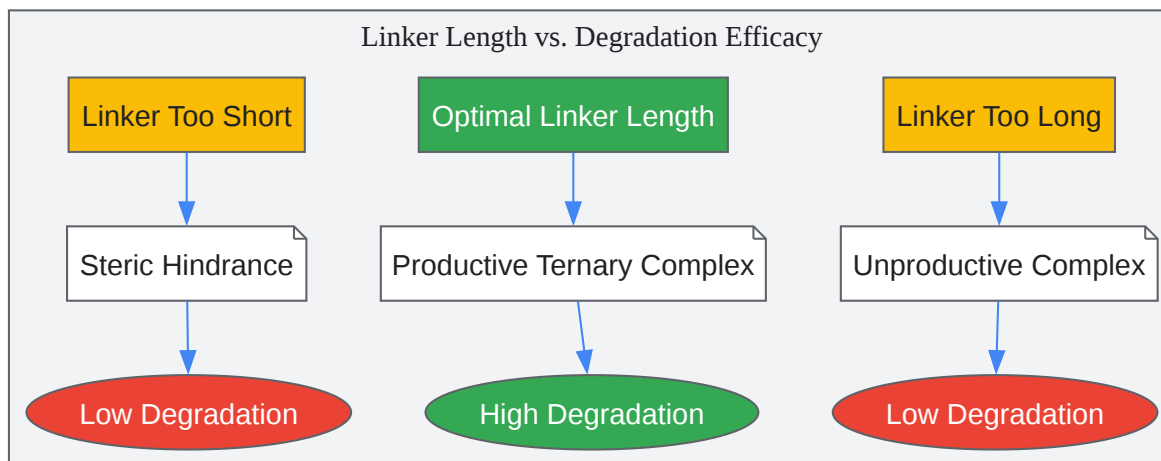 Linker Length vs. Degradation Efficacy
Linker Too Short
Optimal Linker Length
Linker Too Long
Steric Hindrance
Productive Ternary Complex
Unproductive Complex
Low Degradation
High Degradation
Low Degradation